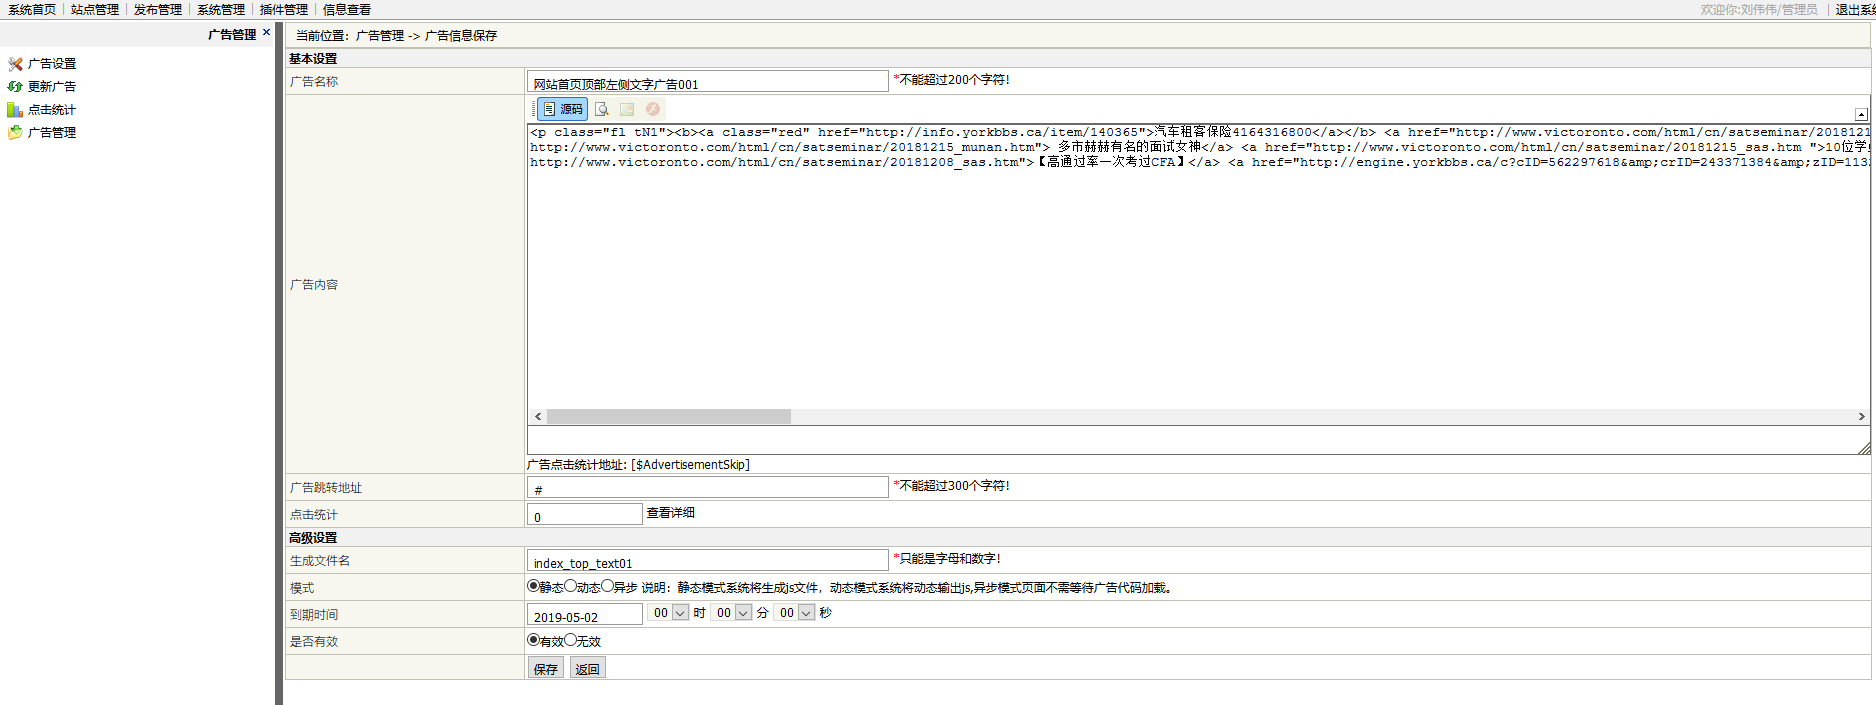 系统首页 | 站点管理 | 发布管理 | 系统管理 | 插件管理 | 信息查看
欢迎你:刘伟伟/管理员 | 退出系统
广告管理 ×
广告设置
更新广告
点击统计
广告管理
当前位置：广告管理 -> 广告信息保存
基本设置
广告名称 网站首页顶部左侧文字广告001 *不能超过200个字符!
广告内容
源码
<p class="fl tN1"><b><a class="red" href="http://info.yorkbbs.ca/item/140365">汽车租客保险4164316800</a></b> <a href="http://www.victoronto.com/html/cn/satseminar/2018121
http://www.victoronto.com/html/cn/satseminar/20181215_munan.htm"> 多市赫赫有名的面试女神</a> <a href="http://www.victoronto.com/html/cn/satseminar/20181215_sas.htm ">10位学
http://www.victoronto.com/html/cn/satseminar/20181208_sas.htm">【高通过率一次考过CFA】</a> <a href="http://engine.yorkbbs.ca/c?cID=562297618&amp;crID=243371384&amp;zID=113
广告点击统计地址: [$AdvertisementSkip]
广告跳转地址 # *不能超过300个字符!
点击统计 0 查看详细
高级设置
生成文件名 index_top_text01 *只能是字母和数字!
模式 静态 动态 异步 说明：静态模式系统将生成js文件，动态模式系统将动态输出js,异步模式页面不需等待广告代码加载。
到期时间 2019-05-02 00 时 00 分 00 秒
是否有效 有效 无效
保存 返回